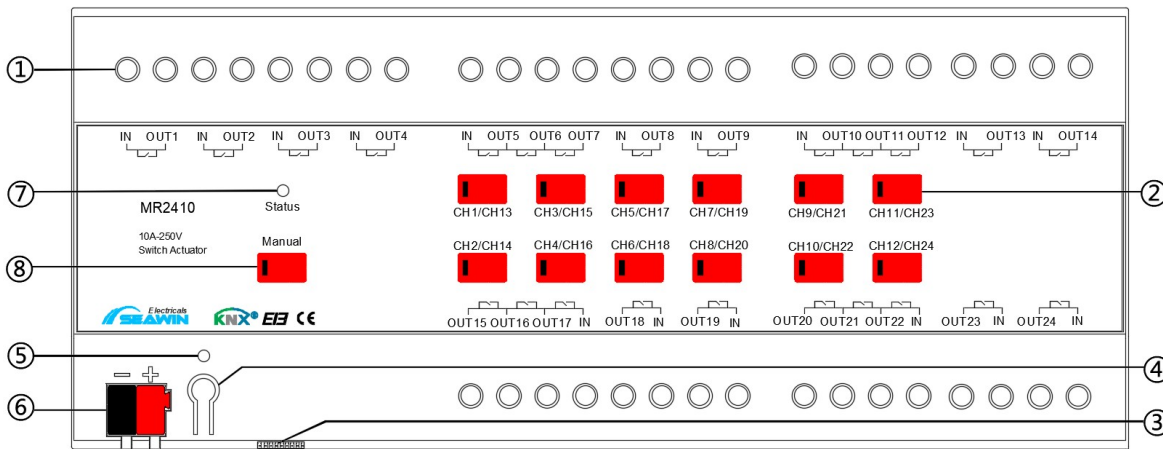 ①
IN OUT1 IN OUT2 IN OUT3 IN OUT4 IN OUT5 OUT6 OUT7 IN OUT8 IN OUT9 IN OUT10 OUT11 OUT12 IN OUT13 IN OUT14
⑦ ②
MR2410 Status
CH1/CH13 CH3/CH15 CH5/CH17 CH7/CH19 CH9/CH21 CH11/CH23
10A-250V
Switch Actuator
Manual CH2/CH14 CH4/CH16 CH6/CH18 CH8/CH20 CH10/CH22 CH12/CH24
⑧
Electricals
SEAWIN KNX® EIB CE
OUT15 OUT16 OUT17 IN OUT18 IN OUT19 IN OUT20 OUT21 OUT22 IN OUT23 IN OUT24 IN
⑤
④
− +
⑥
③